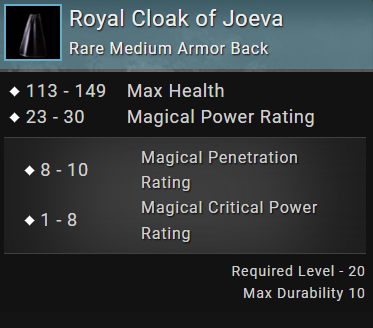 Royal Cloak of Joeva
Rare Medium Armor Back
113 - 149 Max Health
23 - 30 Magical Power Rating
8 - 10 Magical Penetration
Rating
1 - 8 Magical Critical Power
Rating
Required Level - 20
Max Durability 10